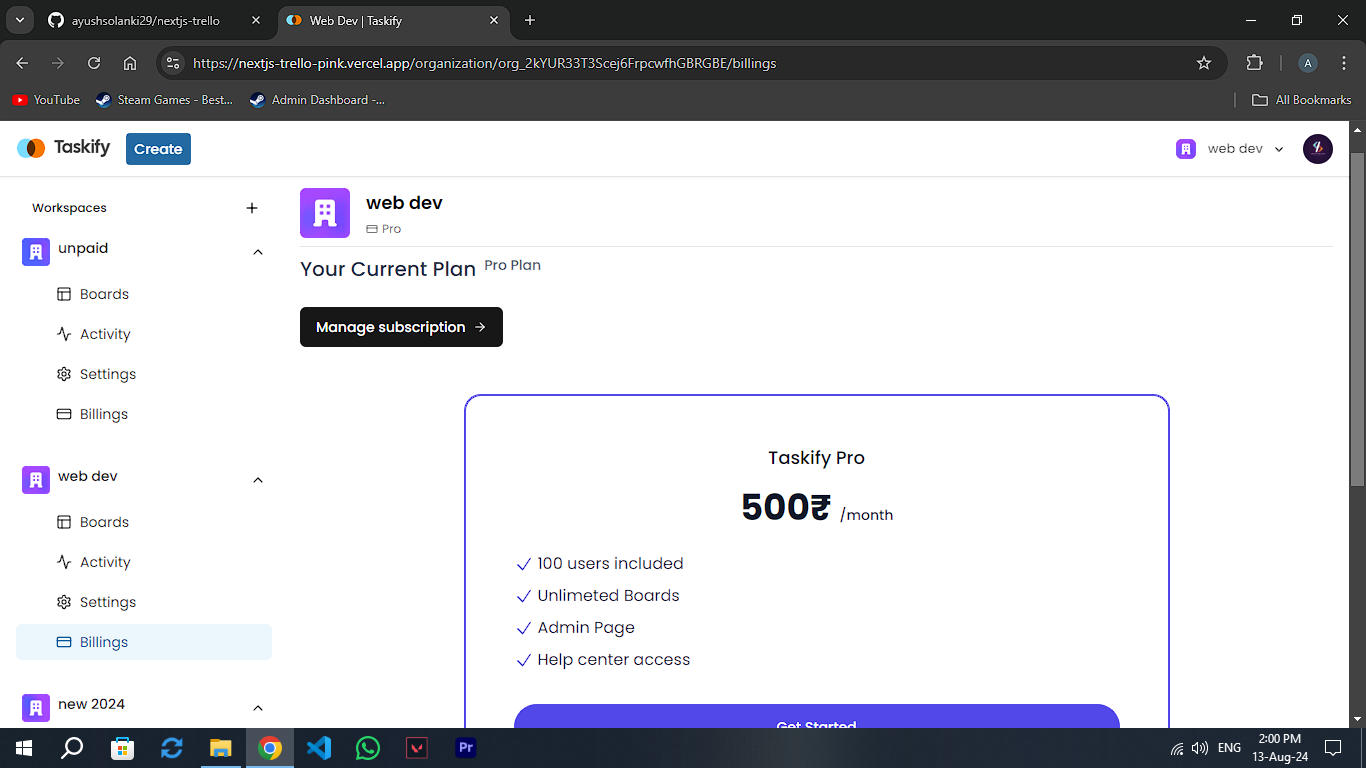 ayushsolanki29/nextjs-trello
Web Dev | Taskify
https://nextjs-trello-pink.vercel.app/organization/org_2kYUR33T3Scej6FrpcwfhGBRGBE/billings
A
YouTube
Steam Games - Best...
Admin Dashboard -...
All Bookmarks
Taskify
Create
web dev
Workspaces
unpaid
Boards
Activity
Settings
Billings
web dev
Boards
Activity
Settings
Billings
new 2024
web dev
Pro
Your Current Plan Pro Plan
Manage subscription
Taskify Pro
500₹ /month
100 users included
Unlimeted Boards
Admin Page
Help center access
Get Started
Pr
ENG
2:00 PM
13-Aug-24